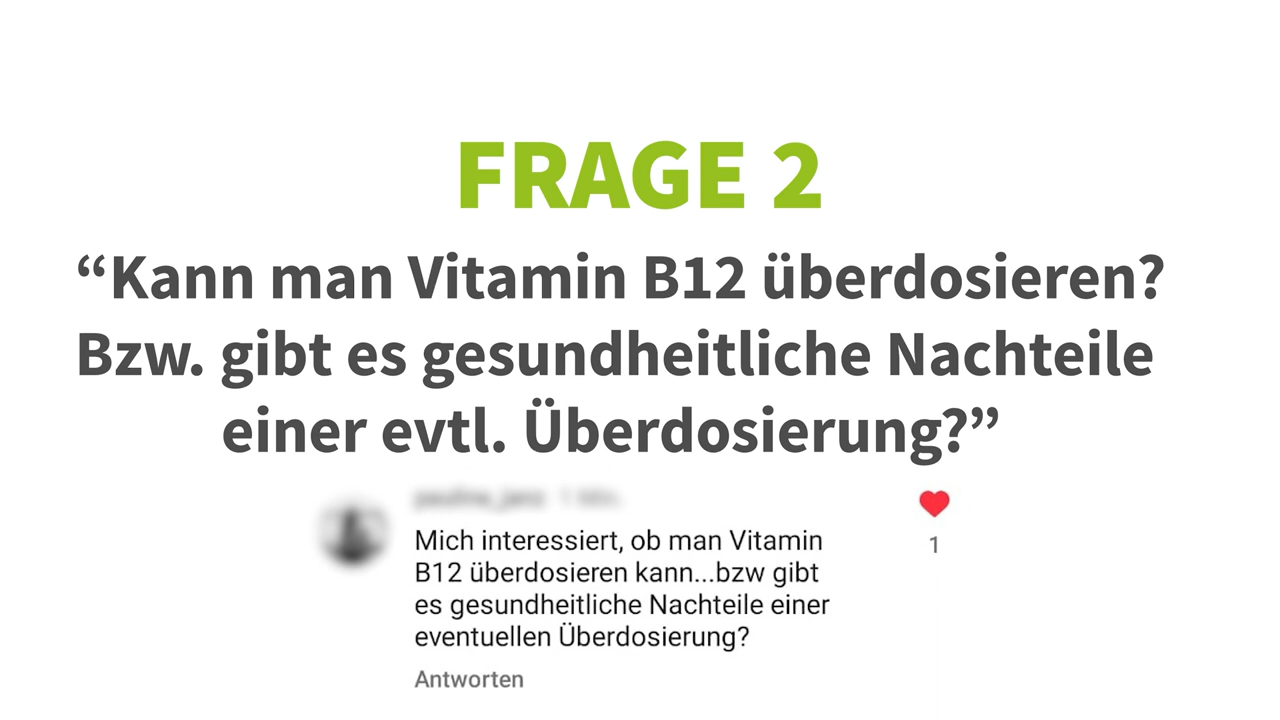 FRAGE 2
“Kann man Vitamin B12 überdosieren?
Bzw. gibt es gesundheitliche Nachteile
einer evtl. Überdosierung?”
Mich interessiert, ob man Vitamin
B12 überdosieren kann...bzw gibt
es gesundheitliche Nachteile einer
eventuellen Überdosierung?
1
Antworten